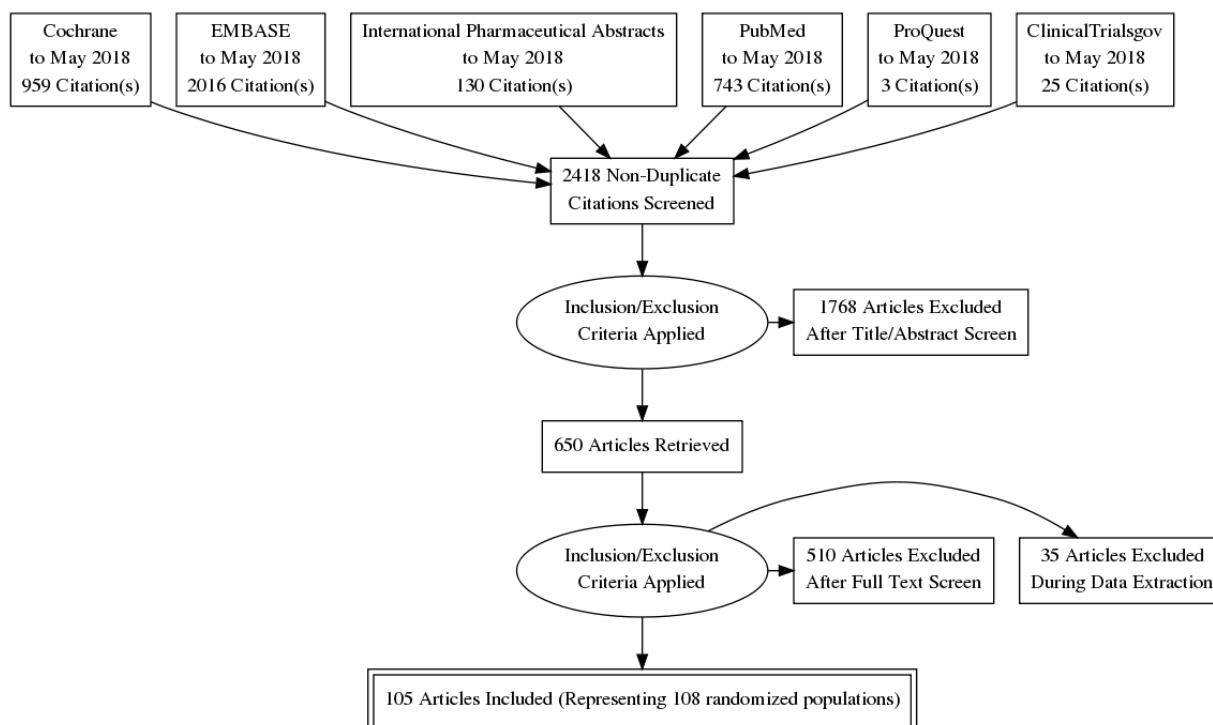 Cochrane
to May 2018
959 Citation(s)
EMBASE
to May 2018
2016 Citation(s)
International Pharmaceutical Abstracts
to May 2018
130 Citation(s)
PubMed
to May 2018
743 Citation(s)
ProQuest
to May 2018
3 Citation(s)
ClinicalTrialsgov
to May 2018
25 Citation(s)
2418 Non-Duplicate
Citations Screened
Inclusion/Exclusion
Criteria Applied
1768 Articles Excluded
After Title/Abstract Screen
650 Articles Retrieved
Inclusion/Exclusion
Criteria Applied
510 Articles Excluded
After Full Text Screen
35 Articles Excluded
During Data Extraction
105 Articles Included (Representing 108 randomized populations)